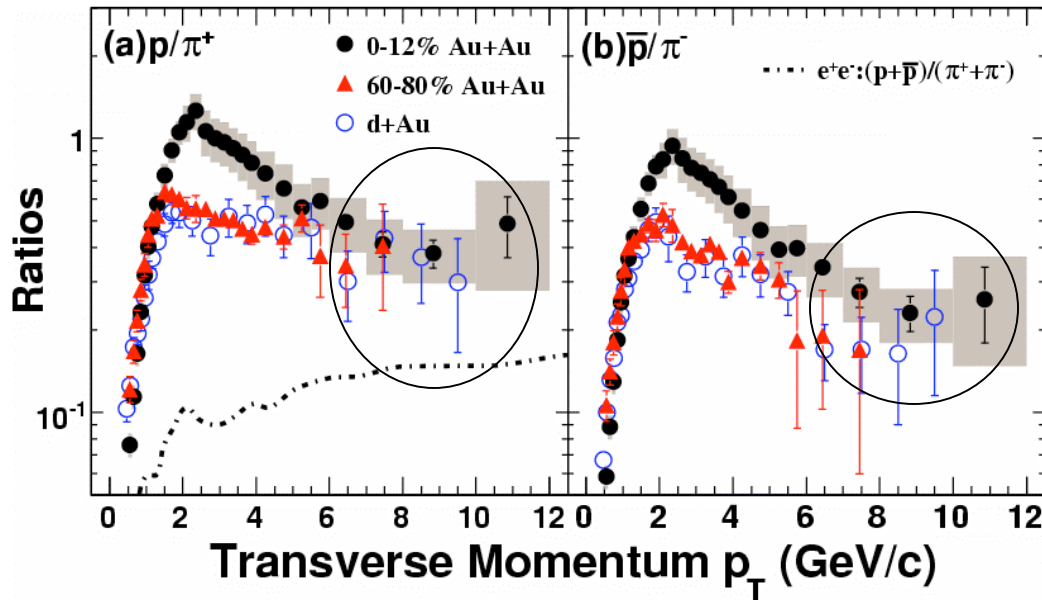 (a)p/π⁺
0-12% Au+Au
60-80% Au+Au
d+Au
(b)p̅/π⁻
e⁺e⁻:(p+p̅)/(π⁺+π⁻)
Ratios
1
10⁻¹
0 2 4 6 8 10 12 0 2 4 6 8 10 12
Transverse Momentum p_T (GeV/c)